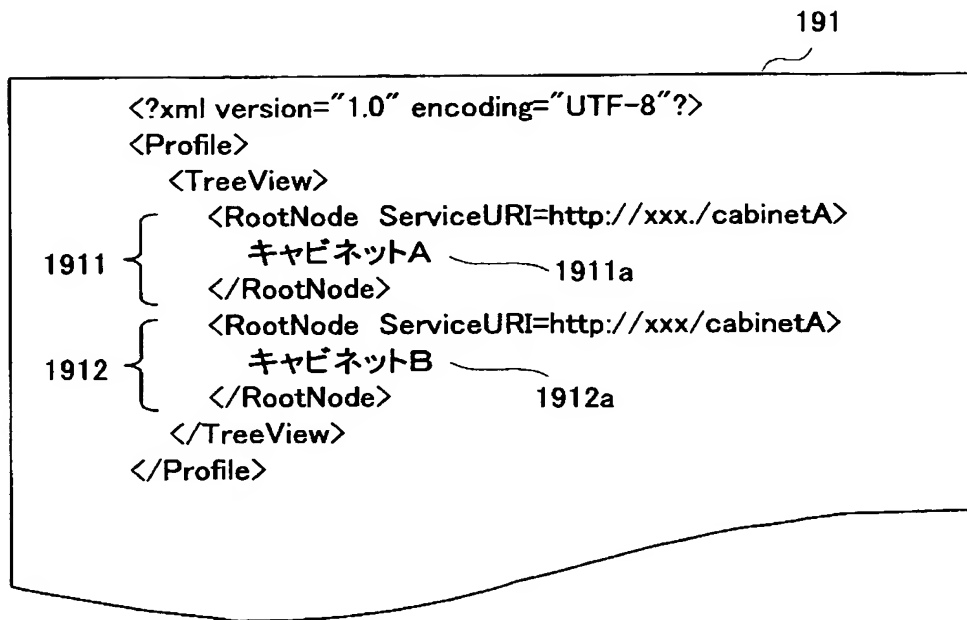 191
<?xml version="1.0" encoding="UTF-8"?>
<Profile>
<TreeView>
<RootNode ServiceURI=http://xxx./cabinetA>
1911
キャビネットA
1911a
</RootNode>
<RootNode ServiceURI=http://xxx/cabinetA>
1912
キャビネットB
1912a
</RootNode>
</TreeView>
</Profile>